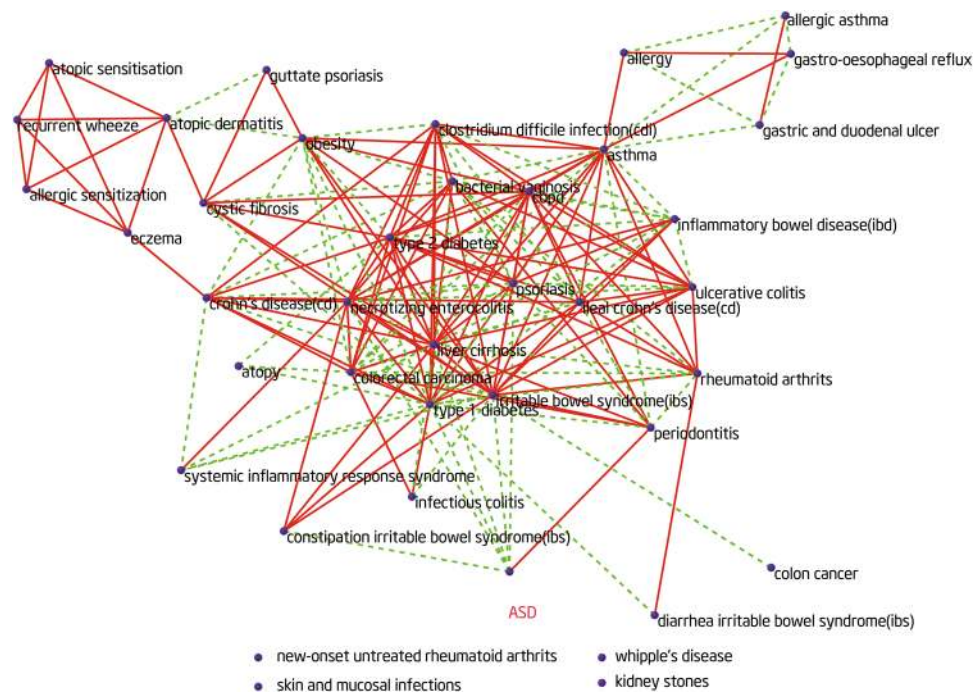 allergic asthma
allergy
gastro-oesophageal reflux
atopic sensitisation
guttate psoriasis
recurrent wheeze
atopic dermatitis
obesity
clostridium difficile infection(cdi)
gastric and duodenal ulcer
asthma
allergic sensitization
bacterial vaginosis
copd
cystic fibrosis
eczema
inflammatory bowel disease(ibd)
type 2 diabetes
psoriasis
ulcerative colitis
crohn's disease(cd)
necrotizing enterocolitis
ileal crohn's disease(cd)
liver cirrhosis
atopy
colorectal carcinoma
rheumatoid arthrits
irritable bowel syndrome(ibs)
type 1 diabetes
periodontitis
systemic inflammatory response syndrome
infectious colitis
constipation irritable bowel syndrome(ibs)
colon cancer
ASD
diarrhea irritable bowel syndrome(ibs)
new-onset untreated rheumatoid arthrits
whipple's disease
skin and mucosal infections
kidney stones